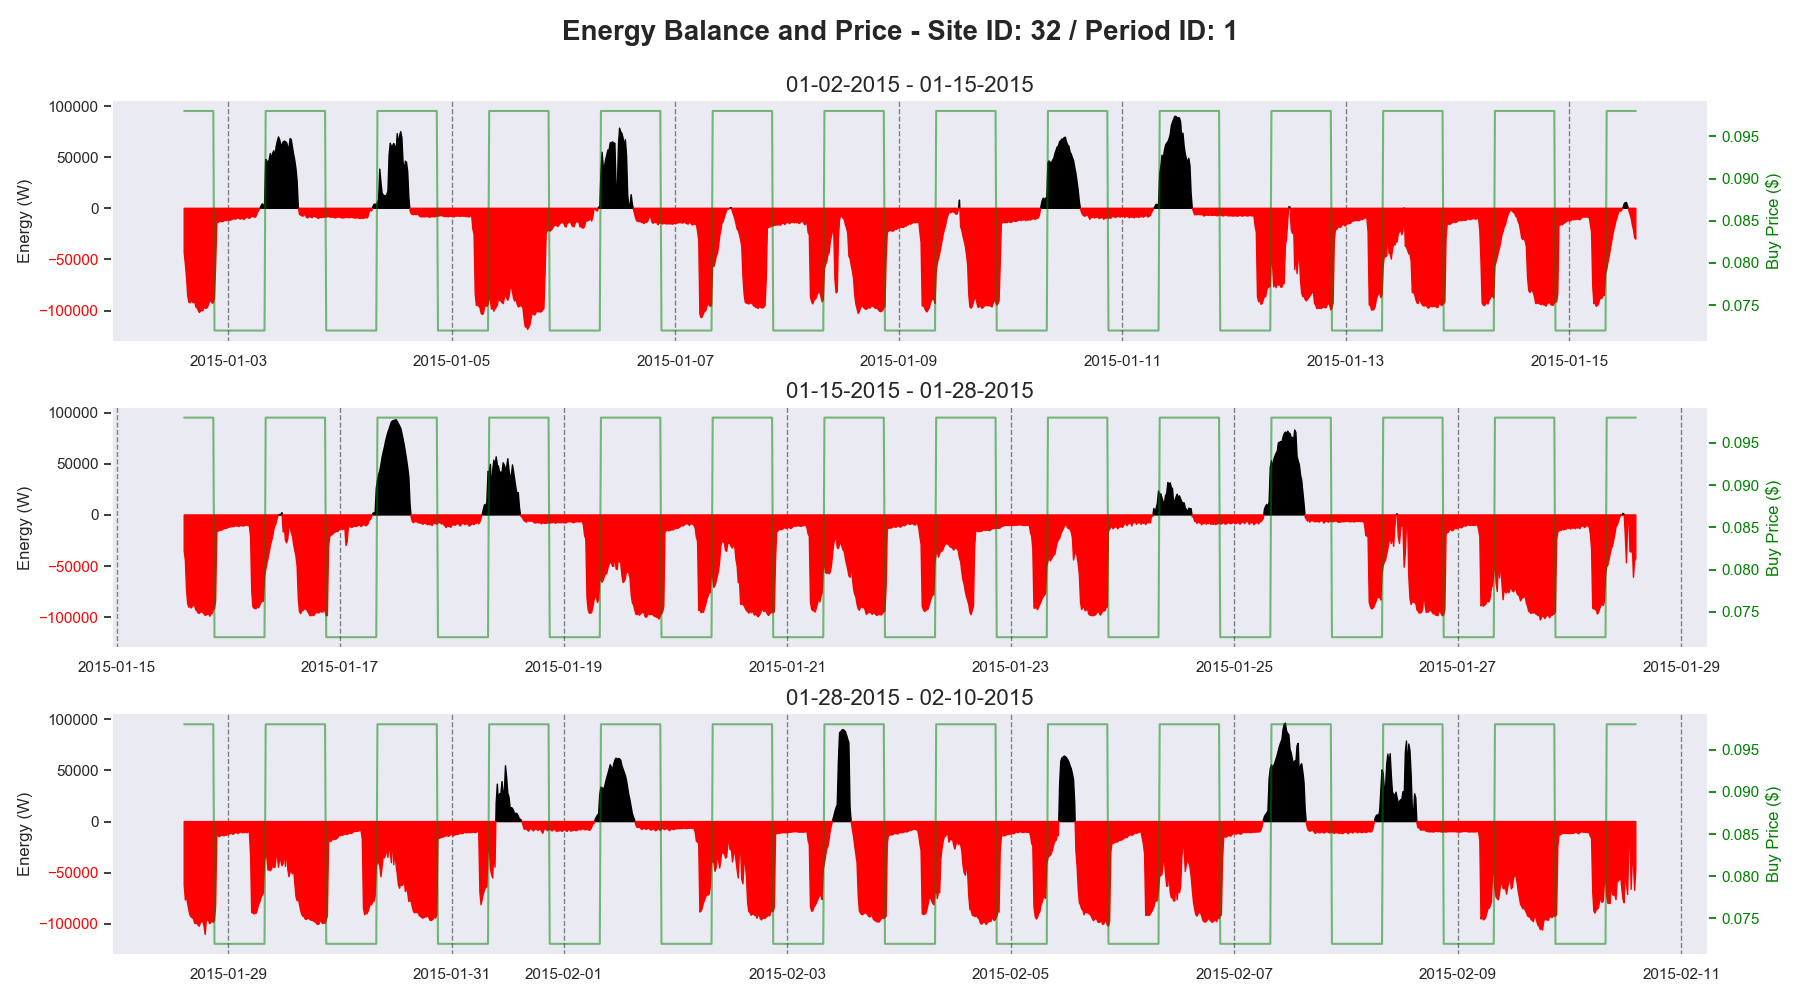 Energy Balance and Price - Site ID: 32 / Period ID: 1
01-02-2015 - 01-15-2015
100000
50000
0
−50000
−100000
Energy (W)
0.095
0.090
0.085
0.080
0.075
Buy Price ($)
2015-01-03 2015-01-05 2015-01-07 2015-01-09 2015-01-11 2015-01-13 2015-01-15
01-15-2015 - 01-28-2015
100000
50000
0
−50000
−100000
Energy (W)
0.095
0.090
0.085
0.080
0.075
Buy Price ($)
2015-01-15 2015-01-17 2015-01-19 2015-01-21 2015-01-23 2015-01-25 2015-01-27 2015-01-29
01-28-2015 - 02-10-2015
100000
50000
0
−50000
−100000
Energy (W)
0.095
0.090
0.085
0.080
0.075
Buy Price ($)
2015-01-29 2015-01-31 2015-02-01 2015-02-03 2015-02-05 2015-02-07 2015-02-09 2015-02-11